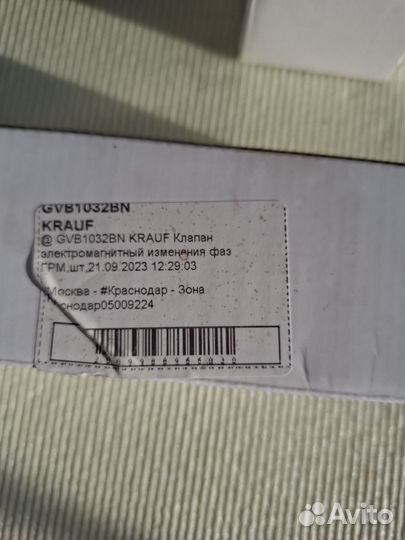 GVB1032BN
KRAUF
@ GVB1032BN KRAUF Клапан
электромагнитный изменения фаз
ГРМ,шт,21.09.2023 12:29:03
Москва - #Краснодар - Зона
05009224
Avito